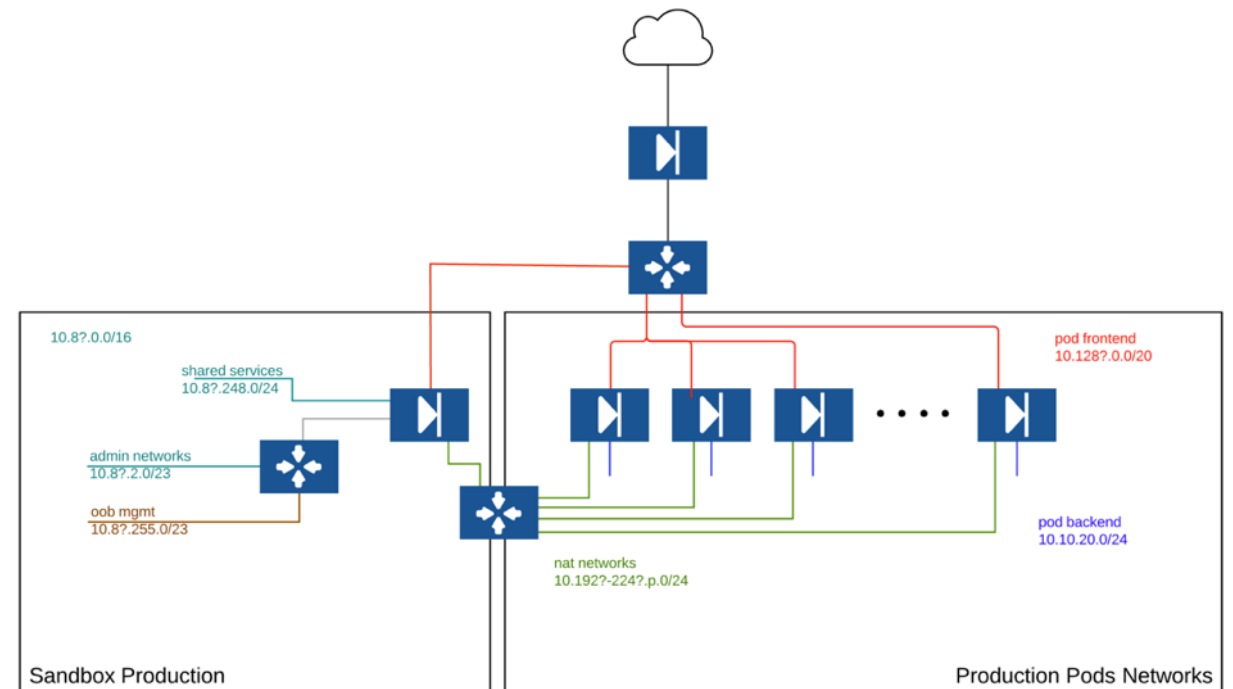 10.8?.0.0/16
shared services
10.8?.248.0/24
admin networks
10.8?.2.0/23
oob mgmt
10.8?.255.0/23
pod frontend
10.128?.0.0/20
pod backend
10.10.20.0/24
nat networks
10.192?-224?.p.0/24
Sandbox Production
Production Pods Networks